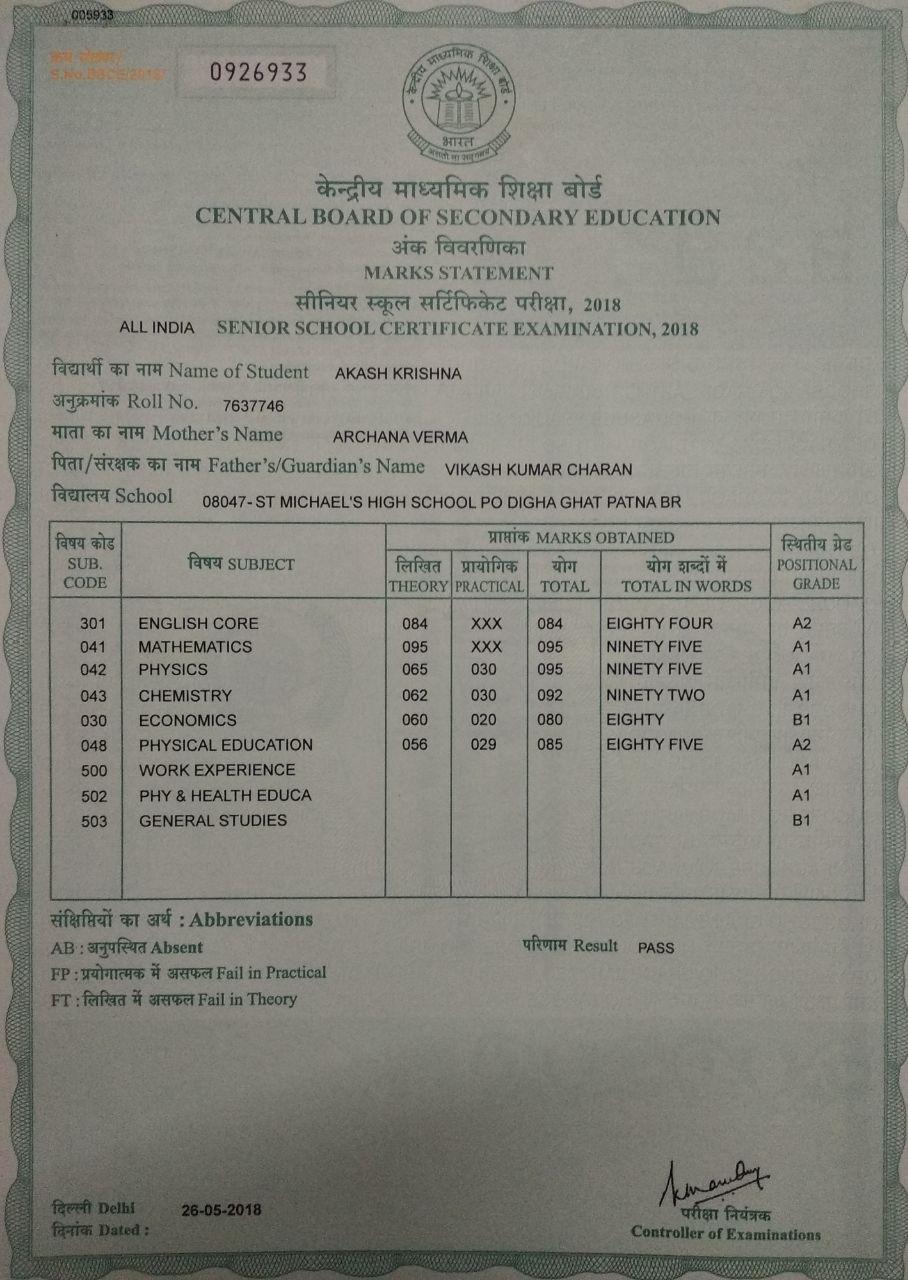 005933
क्रम संख्या/
S.No.SSCE/2018/ 0926933
केन्द्रीय माध्यमिक शिक्षा बोर्ड
भारत
असतो मा सद्गमय
केन्द्रीय माध्यमिक शिक्षा बोर्ड
CENTRAL BOARD OF SECONDARY EDUCATION
अंक विवरणिका
MARKS STATEMENT
सीनियर स्कूल सर्टिफिकेट परीक्षा, 2018
ALL INDIA SENIOR SCHOOL CERTIFICATE EXAMINATION, 2018
विद्यार्थी का नाम Name of Student AKASH KRISHNA
अनुक्रमांक Roll No. 7637746
माता का नाम Mother's Name ARCHANA VERMA
पिता/संरक्षक का नाम Father's/Guardian's Name VIKASH KUMAR CHARAN
विद्यालय School 08047- ST MICHAEL'S HIGH SCHOOL PO DIGHA GHAT PATNA BR
विषय कोड SUB. CODE विषय SUBJECT प्राप्तांक MARKS OBTAINED स्थितीय ग्रेड POSITIONAL GRADE
लिखित THEORY प्रायोगिक PRACTICAL योग TOTAL योग शब्दों में TOTAL IN WORDS
301 ENGLISH CORE 084 XXX 084 EIGHTY FOUR A2
041 MATHEMATICS 095 XXX 095 NINETY FIVE A1
042 PHYSICS 065 030 095 NINETY FIVE A1
043 CHEMISTRY 062 030 092 NINETY TWO A1
030 ECONOMICS 060 020 080 EIGHTY B1
048 PHYSICAL EDUCATION 056 029 085 EIGHTY FIVE A2
500 WORK EXPERIENCE A1
502 PHY & HEALTH EDUCA A1
503 GENERAL STUDIES B1
संक्षिप्तियों का अर्थ : Abbreviations
AB : अनुपस्थित Absent परिणाम Result PASS
FP : प्रयोगात्मक में असफल Fail in Practical
FT : लिखित में असफल Fail in Theory
दिल्ली Delhi 26-05-2018
दिनांक Dated :
परीक्षा नियंत्रक
Controller of Examinations